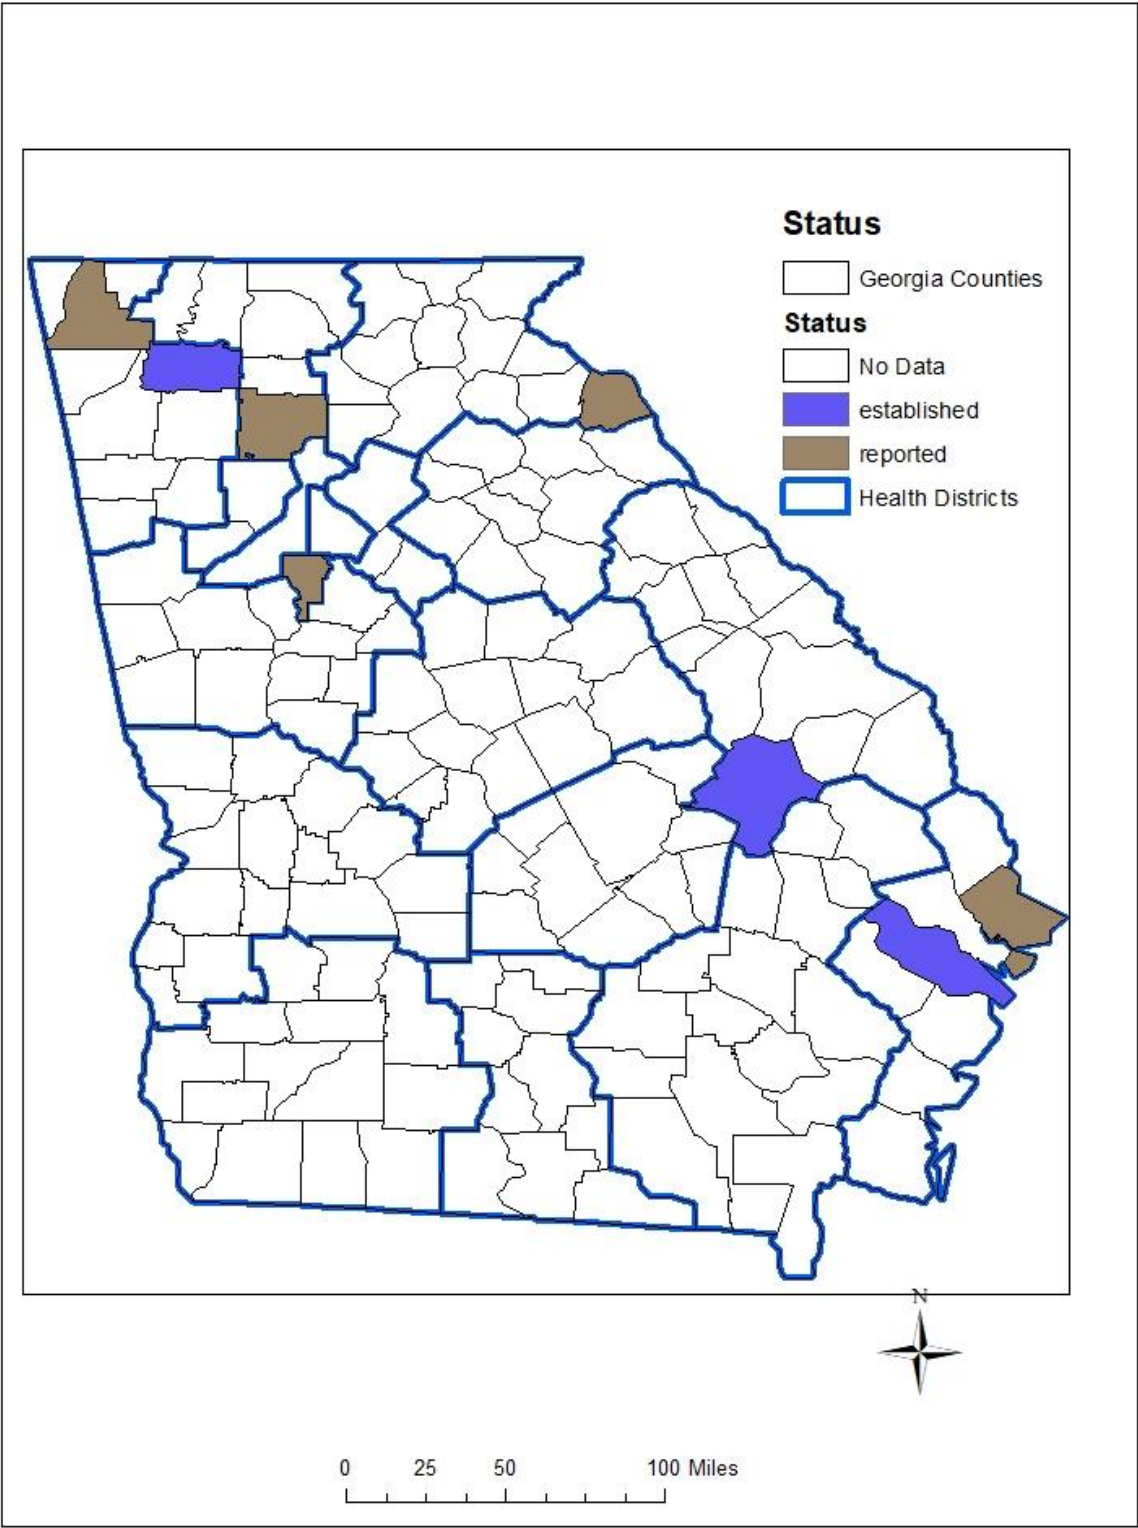 Status
Georgia Counties
Status
No Data
established
reported
Health Districts
N
0 25 50 100 Miles